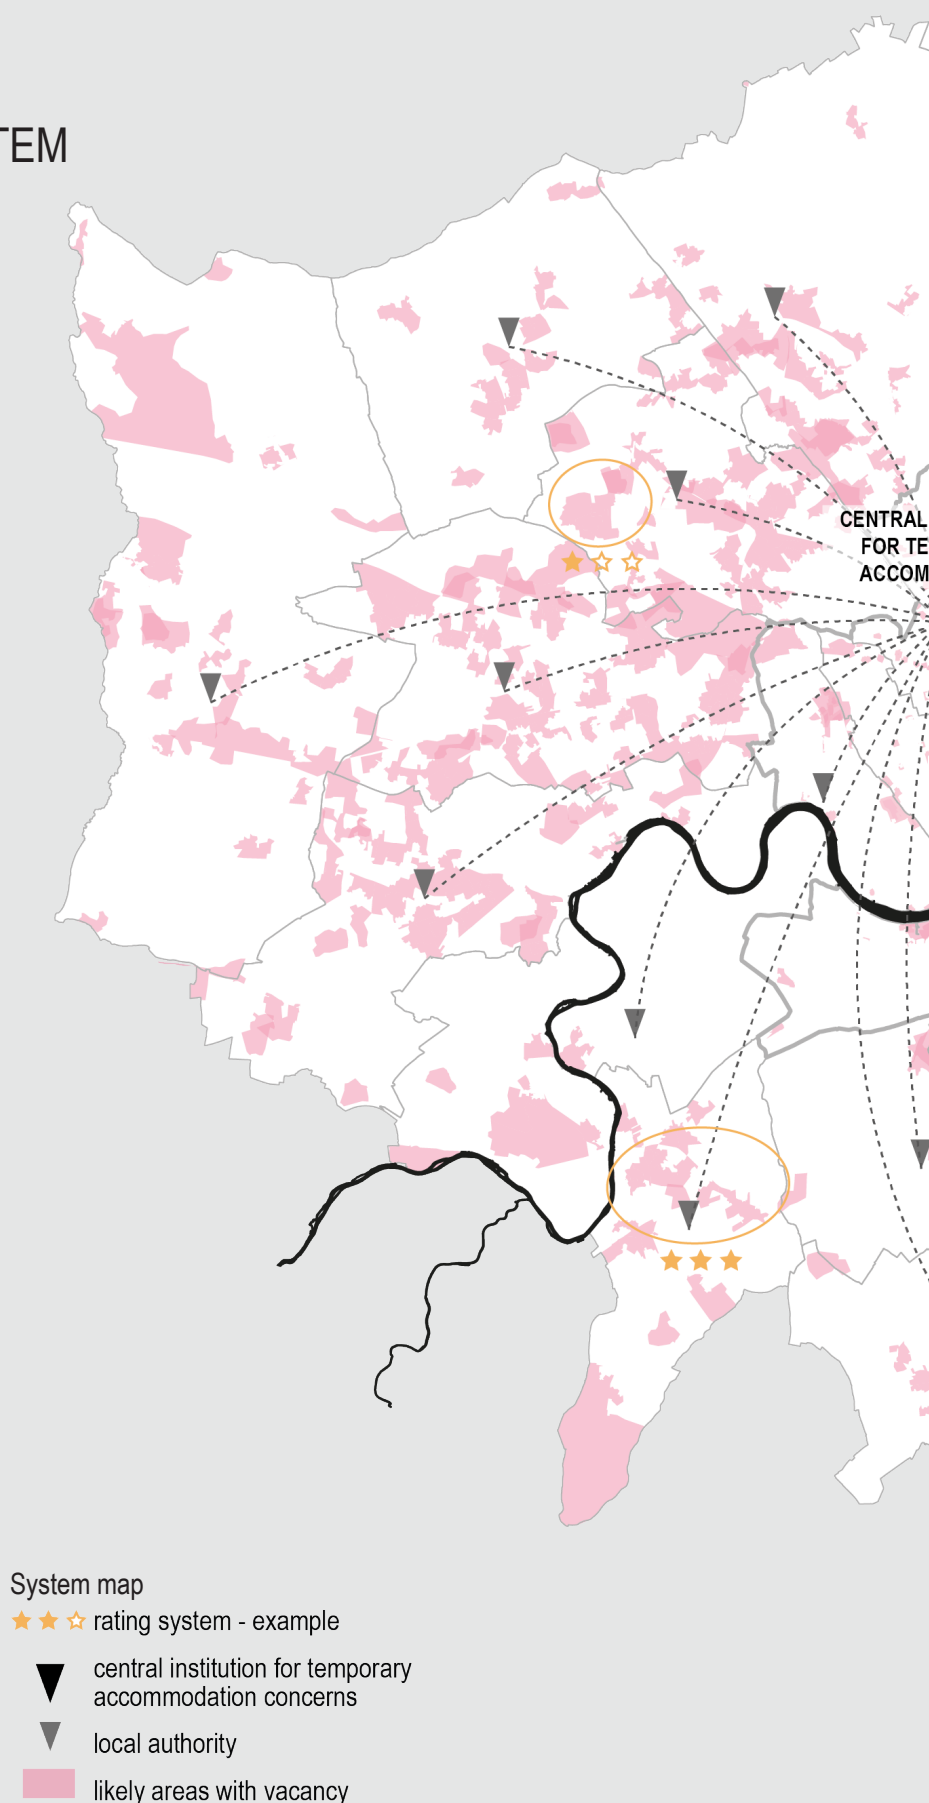 TEM
CENTRAL
FOR TE
ACCOM
System map
rating system - example
central institution for temporary
accommodation concerns
local authority
likely areas with vacancy